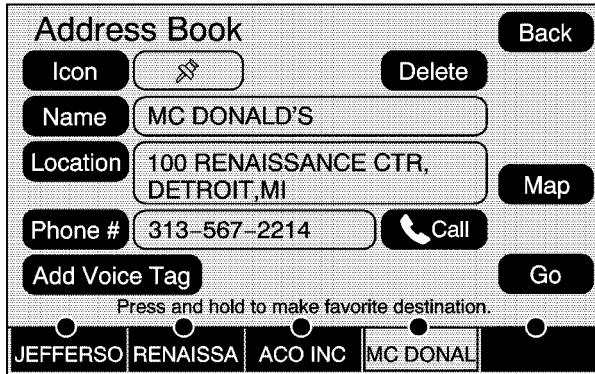 Address Book
Back
Icon
Delete
Name MC DONALD'S
Location 100 RENAISSANCE CTR,
DETROIT,MI
Map
Phone # 313-567-2214 Call
Add Voice Tag
Go
Press and hold to make favorite destination.
JEFFERSO RENAISSA ACO INC MC DONAL